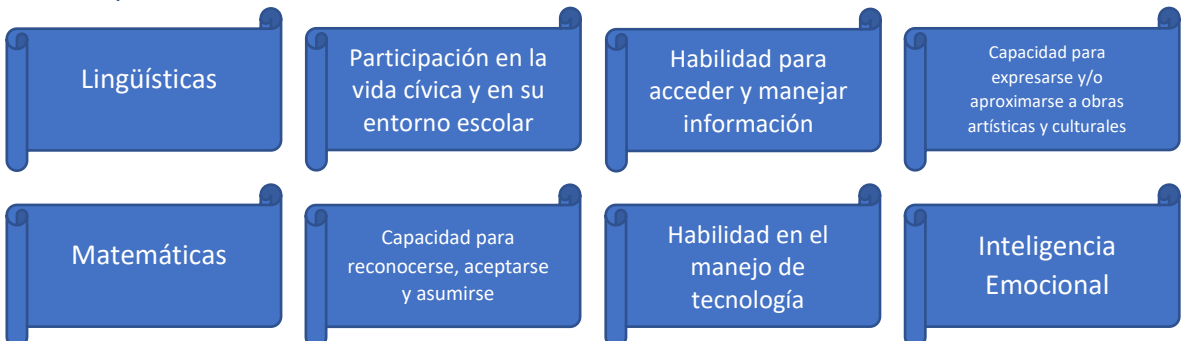 Lingüísticas
Participación en la
vida cívica y en su
entorno escolar
Habilidad para
acceder y manejar
información
Capacidad para
expresarse y/o
aproximarse a obras
artísticas y culturales
Matemáticas
Capacidad para
reconocerse, aceptarse
y asumirse
Habilidad en el
manejo de
tecnología
Inteligencia
Emocional